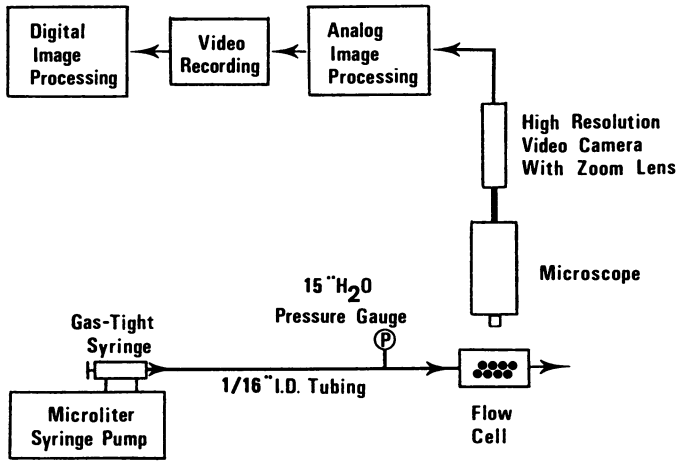 Digital
Image
Processing
Video
Recording
Analog
Image
Processing
High Resolution
Video Camera
With Zoom Lens
Microscope
15¨H₂O
Pressure Gauge
P
Gas-Tight
Syringe
1/16¨I.D. Tubing
Microliter
Syringe Pump
Flow
Cell